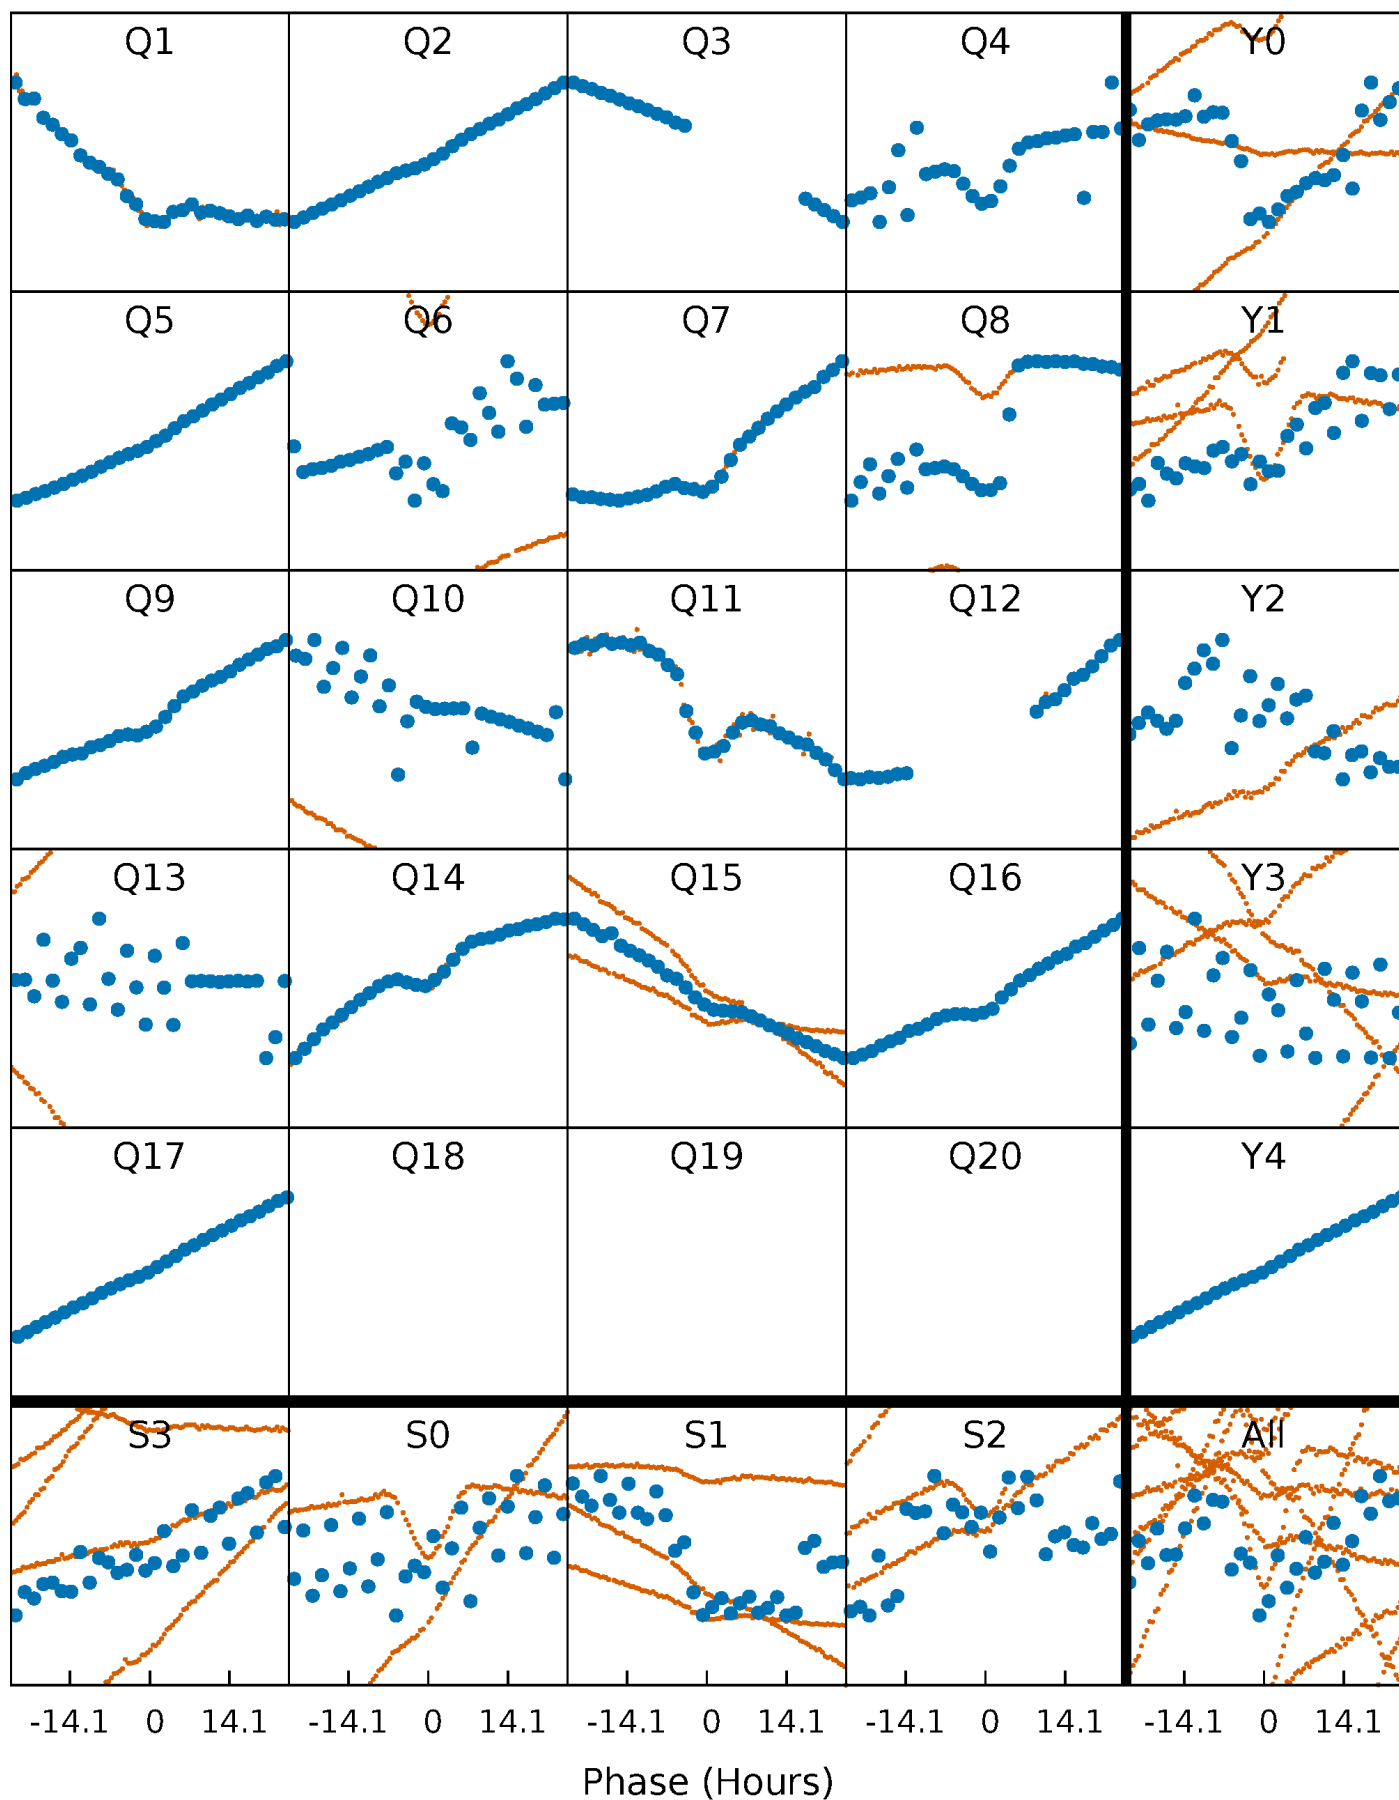 Q1 Q2 Q3 Q4 Y0
Q5 Q6 Q7 Q8 Y1
Q9 Q10 Q11 Q12 Y2
Q13 Q14 Q15 Q16 Y3
Q17 Q18 Q19 Q20 Y4
S3 S0 S1 S2 All
-14.1 0 14.1 -14.1 0 14.1 -14.1 0 14.1 -14.1 0 14.1 -14.1 0 14.1
Phase (Hours)